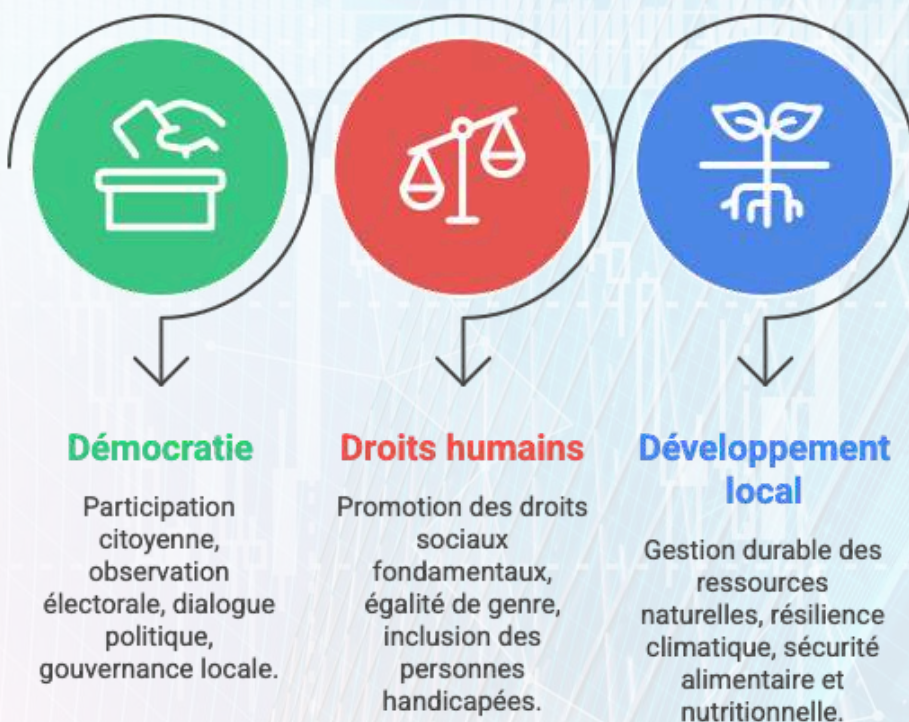 Démocratie
Participation
citoyenne,
observation
électorale, dialogue
politique,
gouvernance locale.
Droits humains
Promotion des droits
sociaux
fondamentaux,
égalité de genre,
inclusion des
personnes
handicapées.
Développement
local
Gestion durable des
ressources
naturelles, résilience
climatique, sécurité
alimentaire et
nutritionnelle.